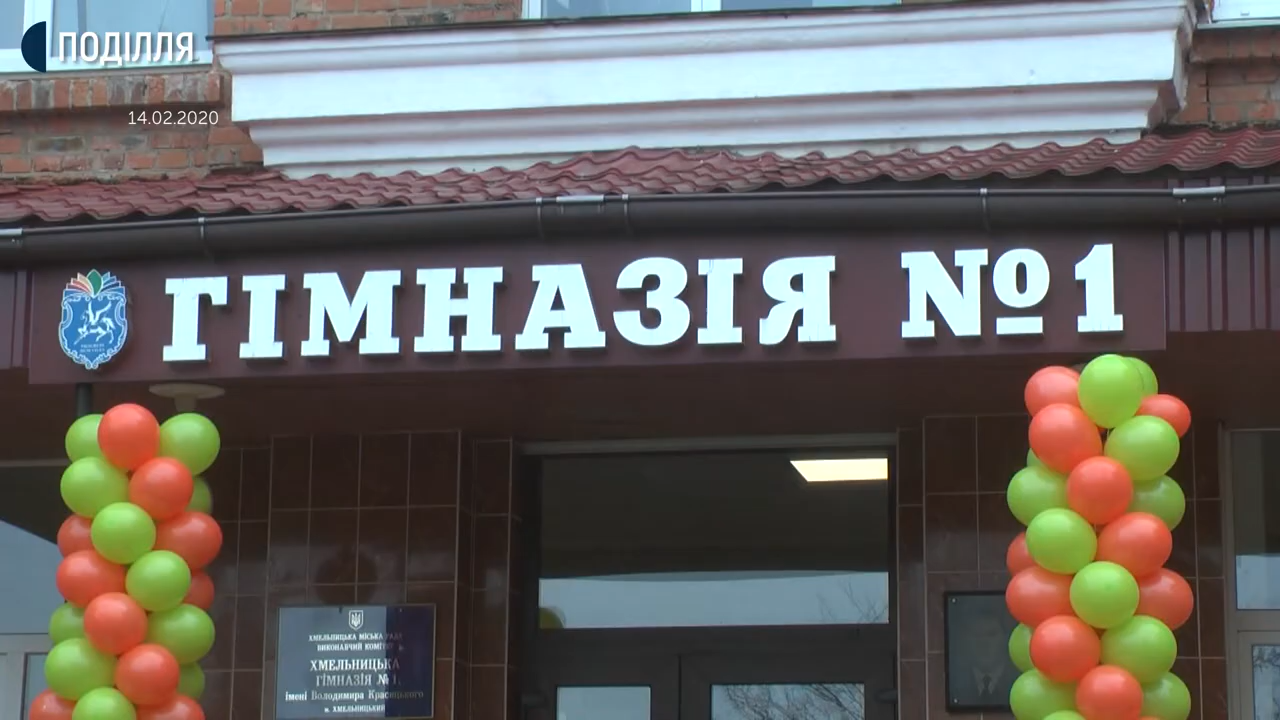 ПОДІЛЛЯ
14.02.2020
ГІМНАЗІЯ №1
ХМЕЛЬНИЦЬКА МІСЬКА РАДА
ВИКОНАВЧИЙ КОМІТЕТ
ХМЕЛЬНИЦЬКА
ГІМНАЗІЯ №1
імені Володимира Красицького
м. ХМЕЛЬНИЦЬКИЙ